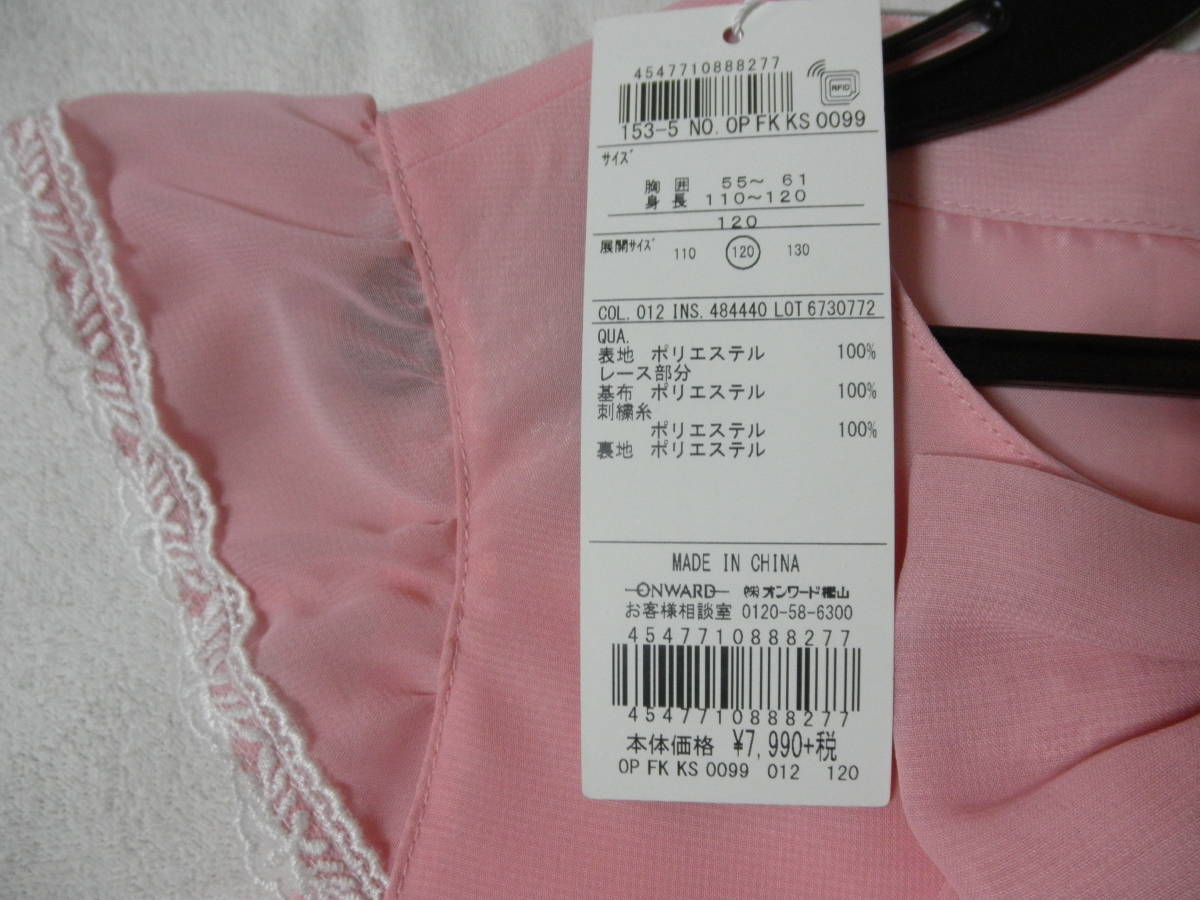 4547710888277
RFID
153-5 NO. OP FK KS 0099
サイズ
胸 囲 55～ 61
身 長 110～120
120
展開サイズ 110 120 130
COL. 012 INS. 484440 LOT 6730772
QUA.
表地 ポリエステル 100%
レース部分
基布 ポリエステル 100%
刺繍糸
ポリエステル 100%
裏地 ポリエステル
MADE IN CHINA
ONWARD ㈱オンワード樫山
お客様相談室 0120-58-6300
4547710888277
4547710888277
本体価格 ¥7,990+税
OP FK KS 0099 012 120